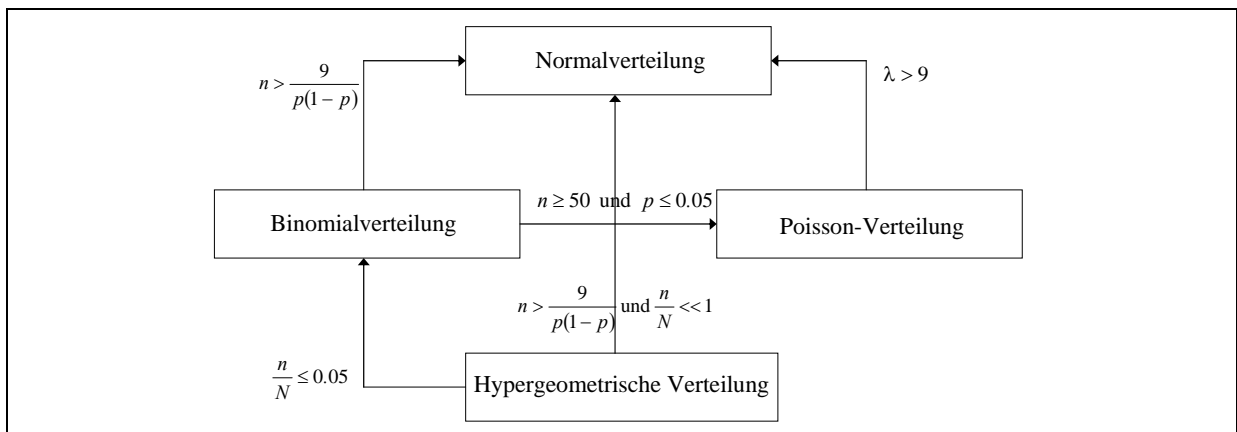 Normalverteilung
n > 9/p(1 − p)
λ > 9
n ≥ 50 und p ≤ 0.05
Binomialverteilung
Poisson-Verteilung
n > 9/p(1 − p) und n/N << 1
n/N ≤ 0.05
Hypergeometrische Verteilung